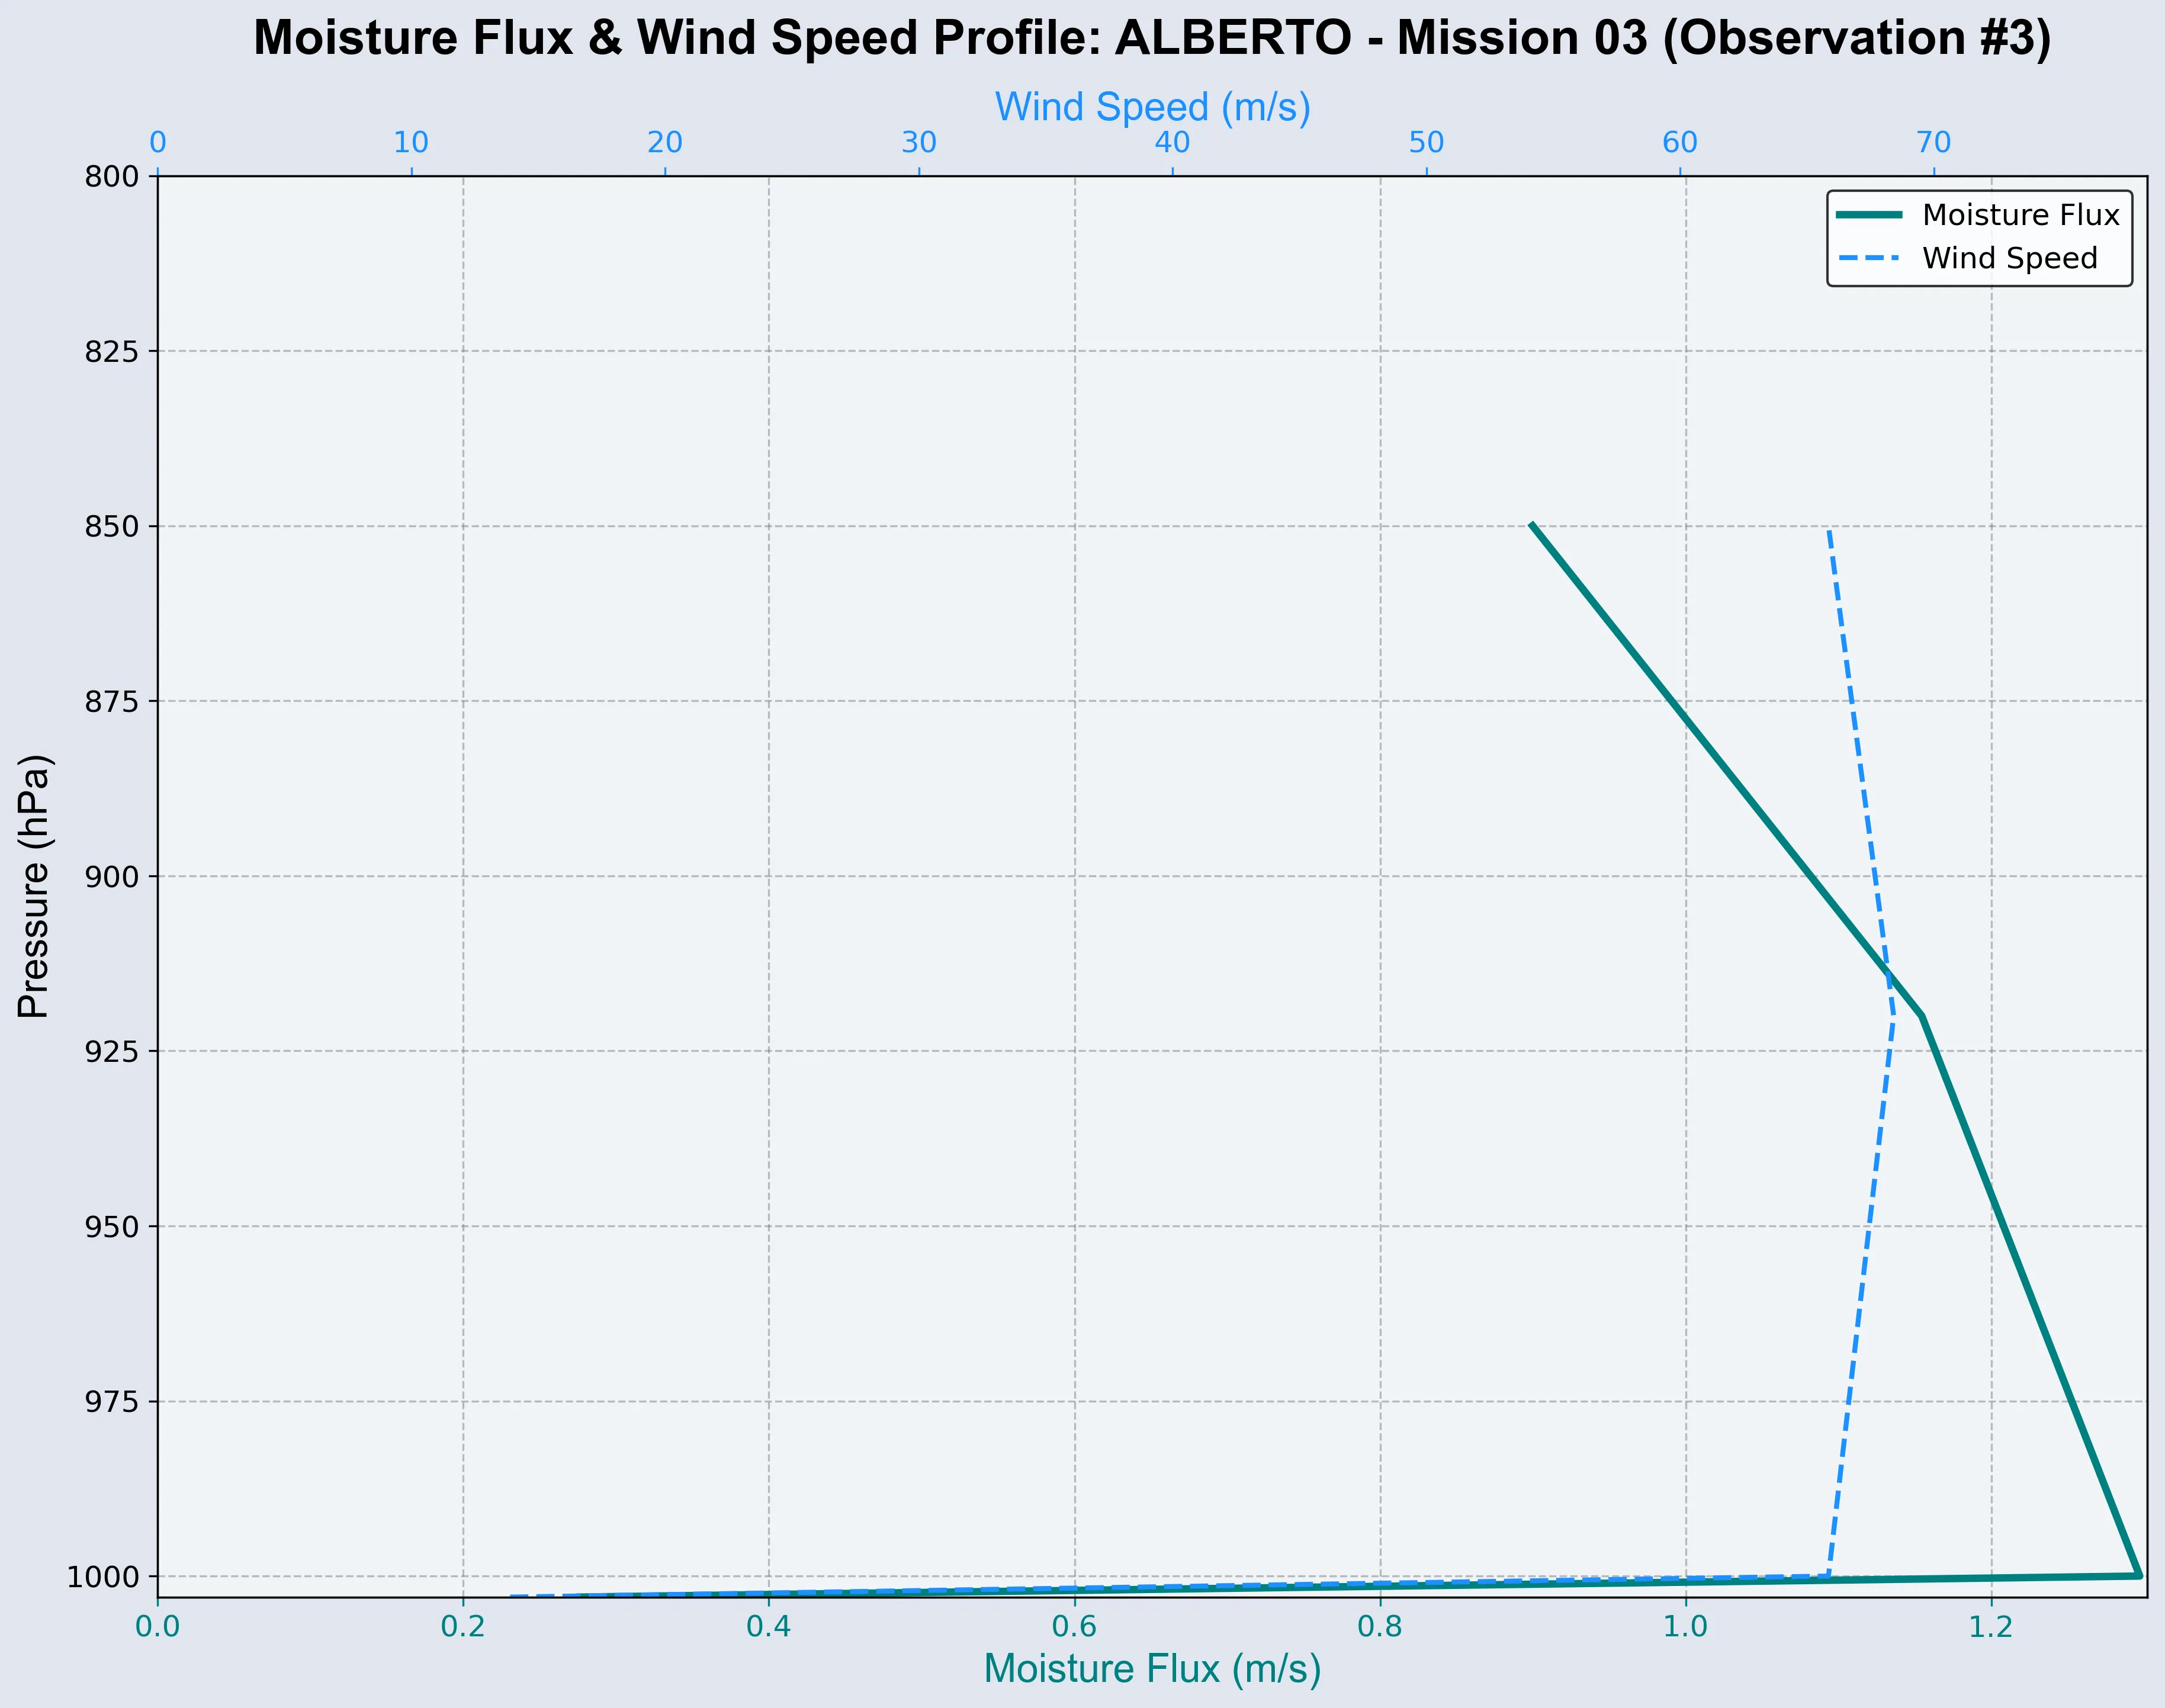 Moisture Flux & Wind Speed Profile: ALBERTO - Mission 03 (Observation #3)
Wind Speed (m/s)
0 10 20 30 40 50 60 70
Moisture Flux
Wind Speed
Pressure (hPa)
800
825
850
875
900
925
950
975
1000
0.0 0.2 0.4 0.6 0.8 1.0 1.2
Moisture Flux (m/s)